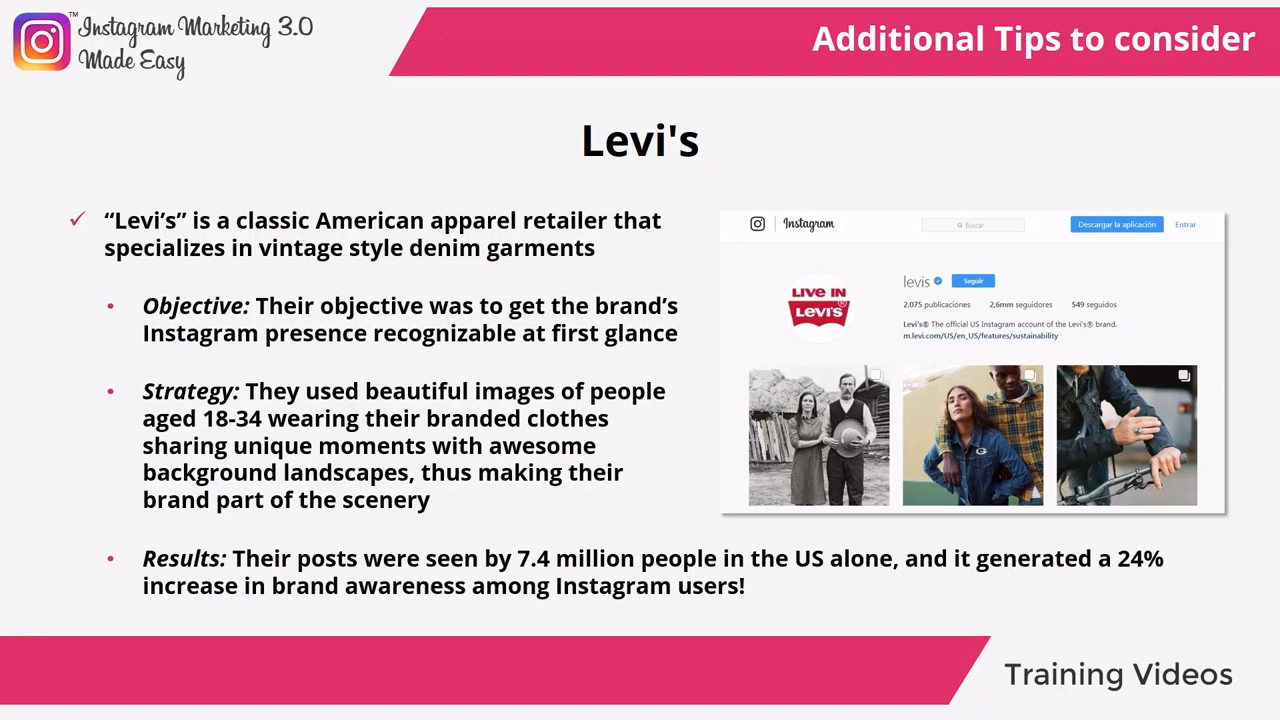 ™
Instagram Marketing 3.0
Made Easy
Additional Tips to consider
Levi's
✓ “Levi’s” is a classic American apparel retailer that
specializes in vintage style denim garments
• Objective: Their objective was to get the brand’s
Instagram presence recognizable at first glance
• Strategy: They used beautiful images of people
aged 18-34 wearing their branded clothes
sharing unique moments with awesome
background landscapes, thus making their
brand part of the scenery
• Results: Their posts were seen by 7.4 million people in the US alone, and it generated a 24%
increase in brand awareness among Instagram users!
Instagram
Buscar
Descargar la aplicación
Entrar
LIVE IN
LEVI'S
®
levis
Seguir
2.075 publicaciones 2,6mm seguidores 549 seguidos
Levi's® The official US Instagram account of the Levi's® brand.
m.levi.com/US/en_US/features/sustainability
Training Videos